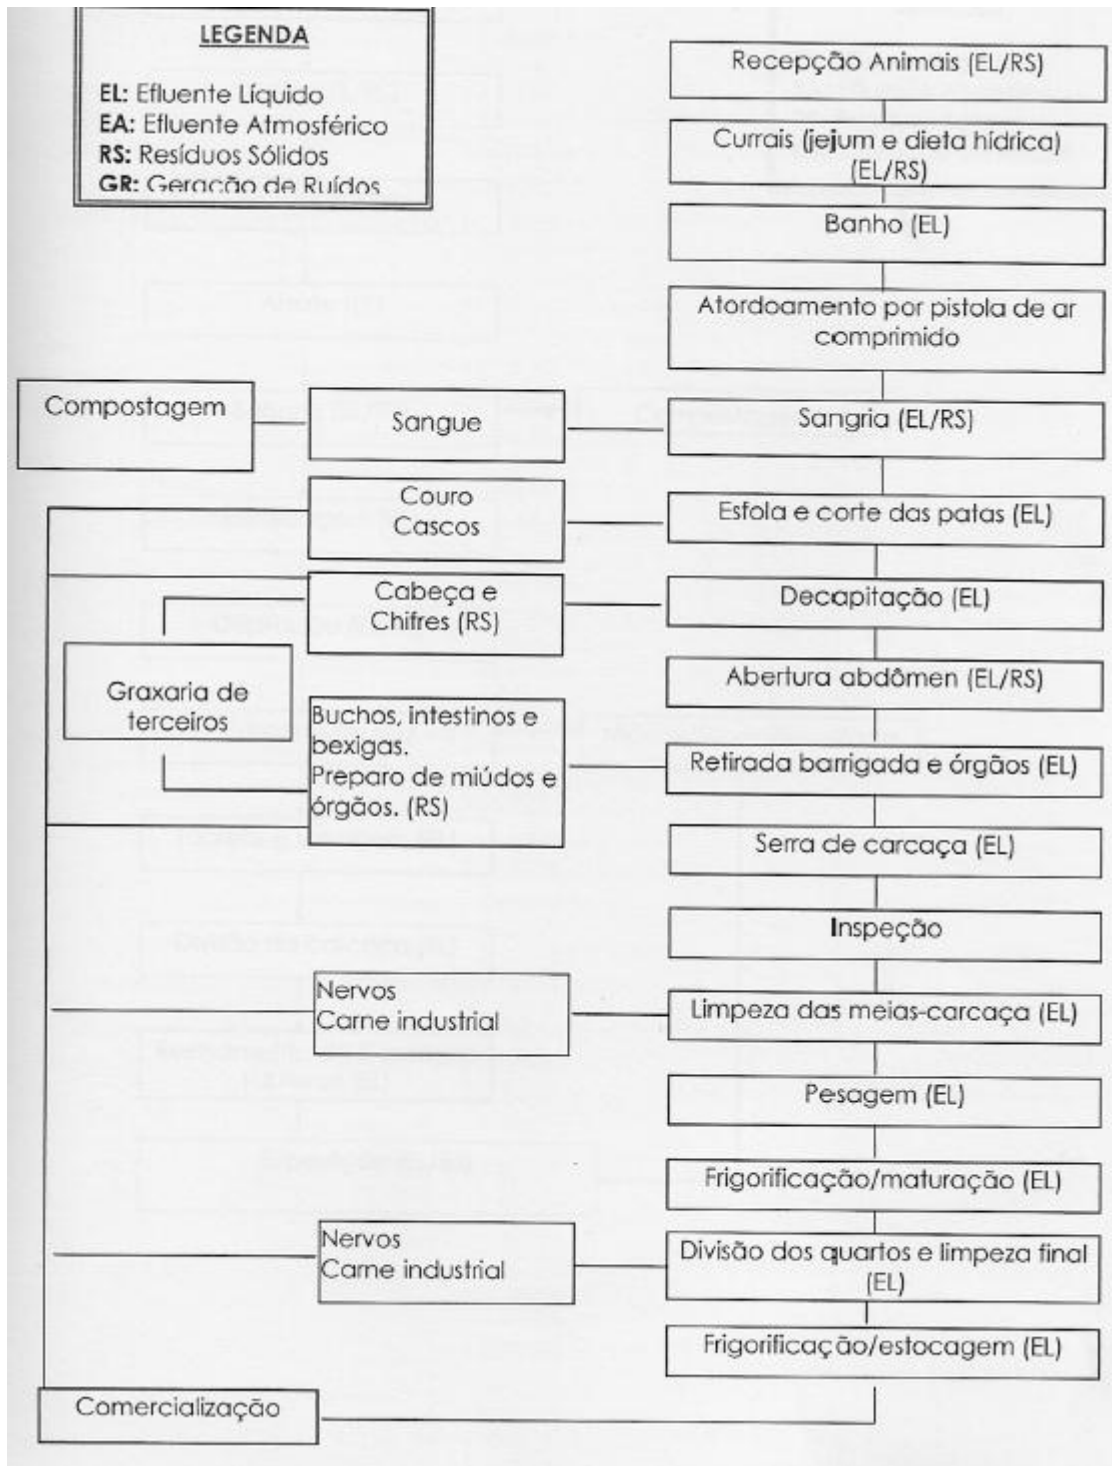 LEGENDA
EL: Efluente Líquido
EA: Efluente Atmosférico
RS: Resíduos Sólidos
GR: Geração de Ruídos
Recepção Animais (EL/RS)
Currais (jejum e dieta hídrica)
(EL/RS)
Banho (EL)
Atordoamento por pistola de ar
comprimido
Compostagem
Sangue
Sangria (EL/RS)
Couro
Cascos
Esfola e corte das patas (EL)
Cabeça e
Chifres (RS)
Decapitação (EL)
Graxaria de
terceiros
Abertura abdômen (EL/RS)
Buchos, intestinos e
bexigas.
Preparo de miúdos e
órgãos. (RS)
Retirada barrigada e órgãos (EL)
Serra de carcaça (EL)
Inspeção
Nervos
Carne industrial
Limpeza das meias-carcaça (EL)
Pesagem (EL)
Frigorificação/maturação (EL)
Nervos
Carne industrial
Divisão dos quartos e limpeza final
(EL)
Frigorificação/estocagem (EL)
Comercialização